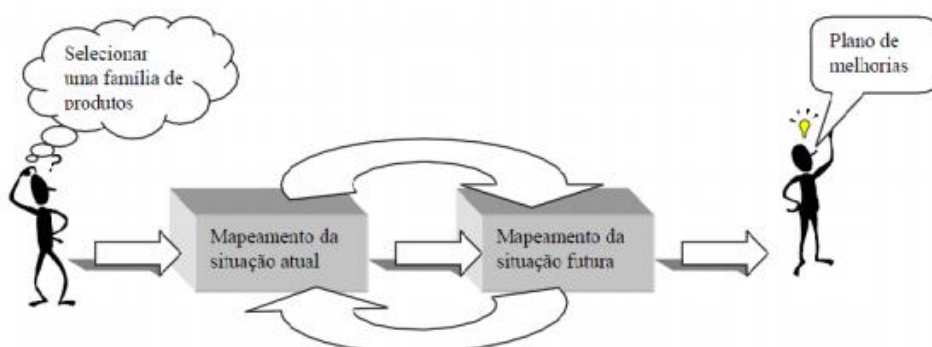 Selecionar
uma família de
produtos
Plano de
melhorias
Mapeamento da
situação atual
Mapeamento da
situação futura